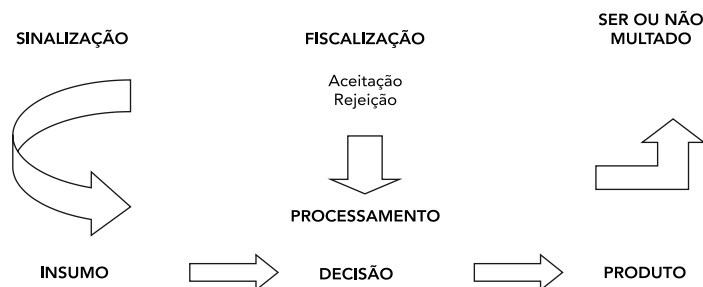 SINALIZAÇÃO
FISCALIZAÇÃO
SER OU NÃO
MULTADO
Aceitação
Rejeição
PROCESSAMENTO
INSUMO
DECISÃO
PRODUTO